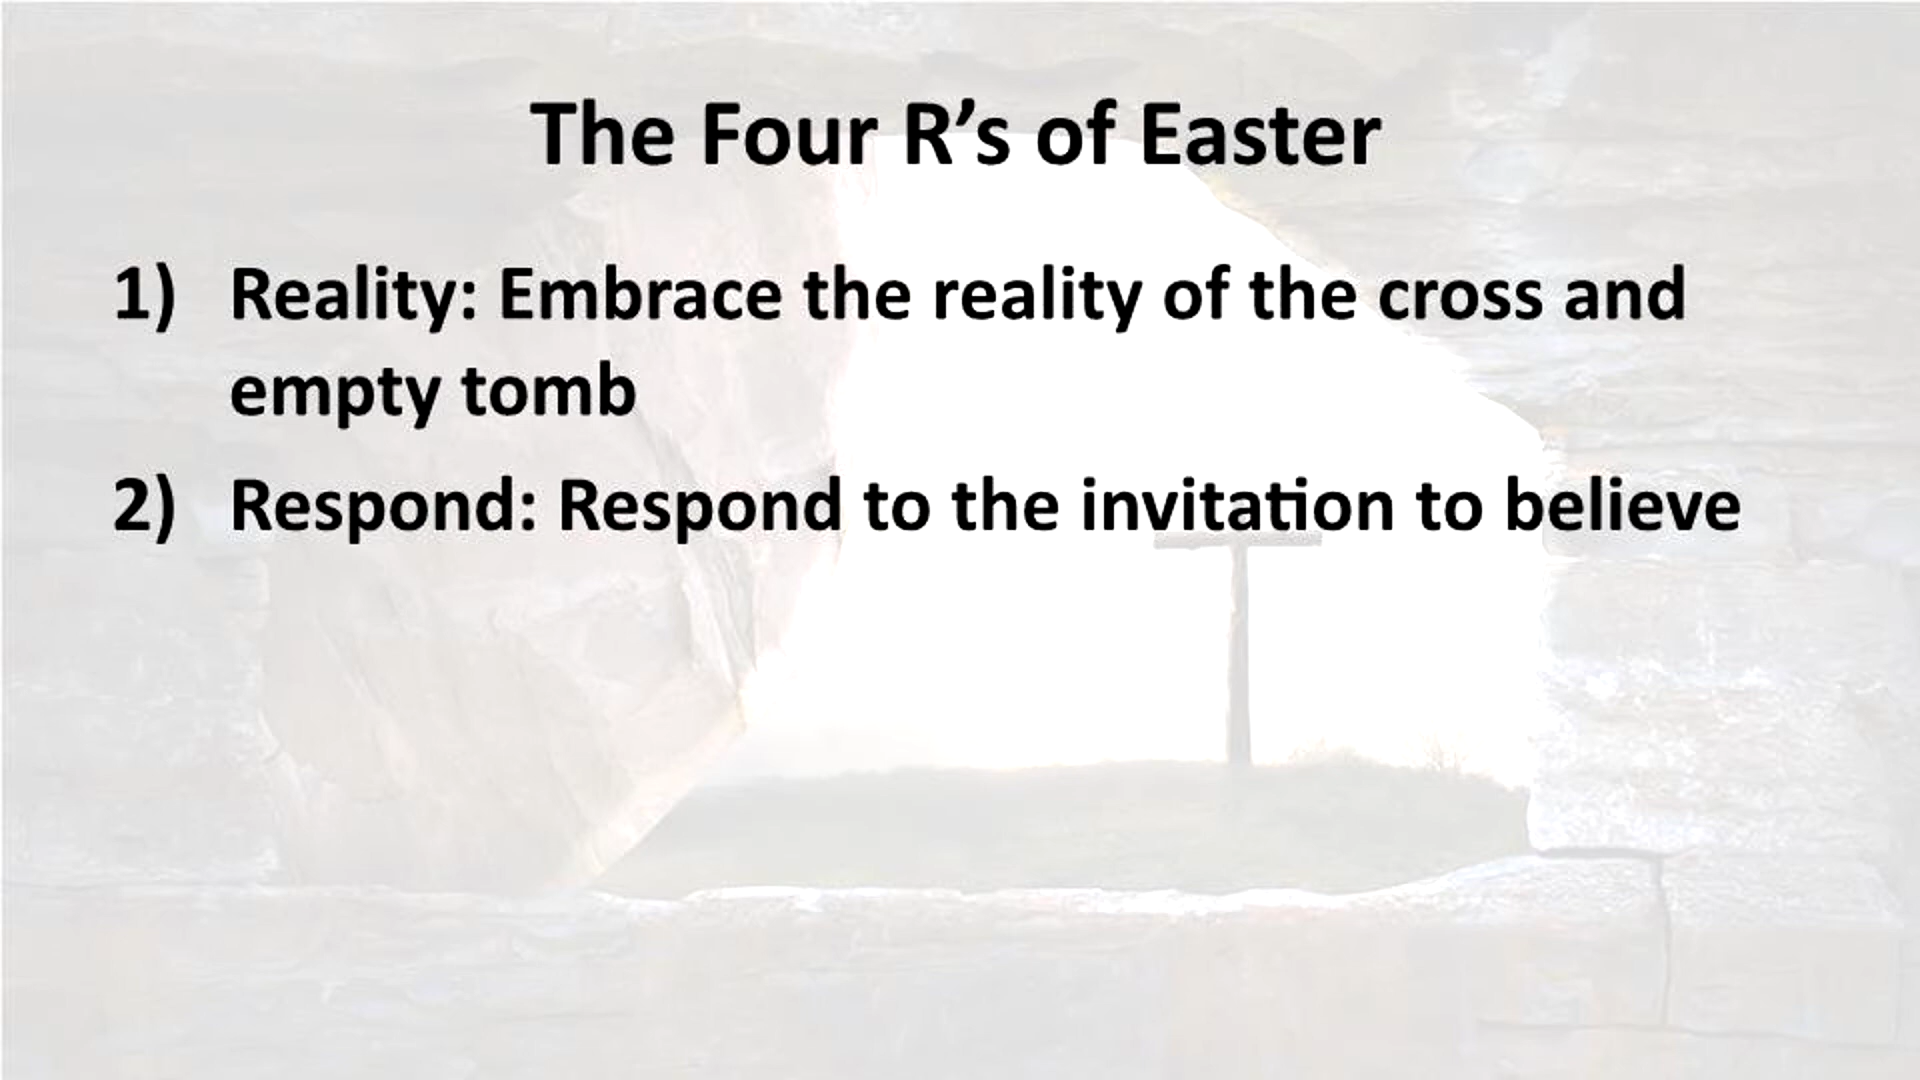 The Four R’s of Easter
1) Reality: Embrace the reality of the cross and
empty tomb
2) Respond: Respond to the invitation to believe